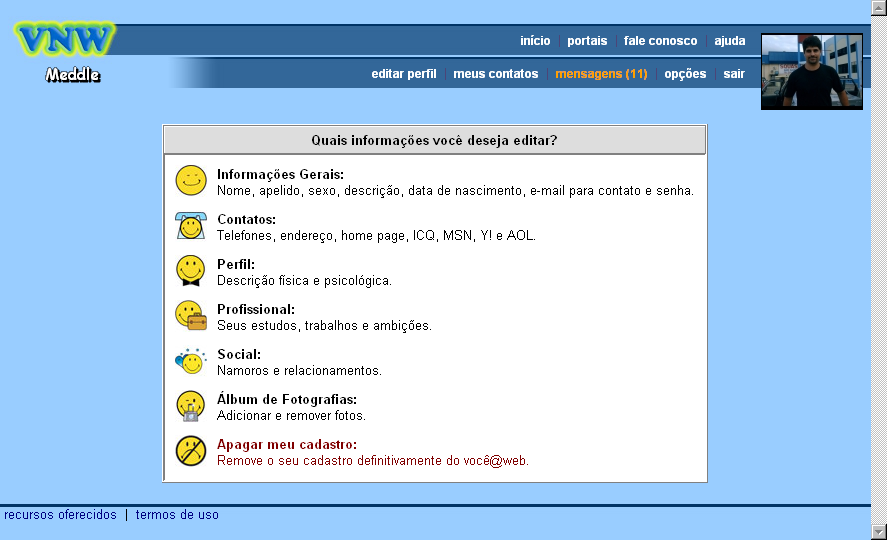 VNW
Meddle
início | portais | fale conosco | ajuda
editar perfil | meus contatos | mensagens (11) | opções | sair
Quais informações você deseja editar?
Informações Gerais:
Nome, apelido, sexo, descrição, data de nascimento, e-mail para contato e senha.
Contatos:
Telefones, endereço, home page, ICQ, MSN, Y! e AOL.
Perfil:
Descrição física e psicológica.
Profissional:
Seus estudos, trabalhos e ambições.
Social:
Namoros e relacionamentos.
Álbum de Fotografias:
Adicionar e remover fotos.
Apagar meu cadastro:
Remove o seu cadastro definitivamente do você@web.
recursos oferecidos | termos de uso